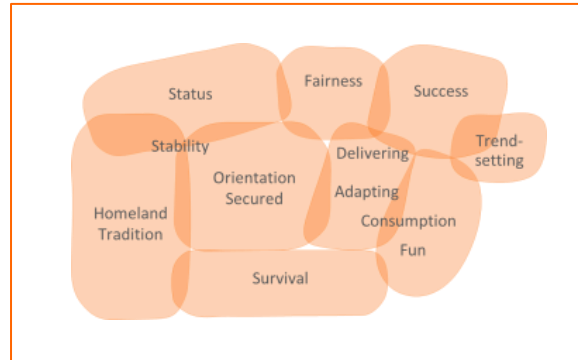 Status
Fairness
Success
Trend-
setting
Stability
Delivering
Orientation
Secured
Adapting
Homeland
Tradition
Consumption
Fun
Survival